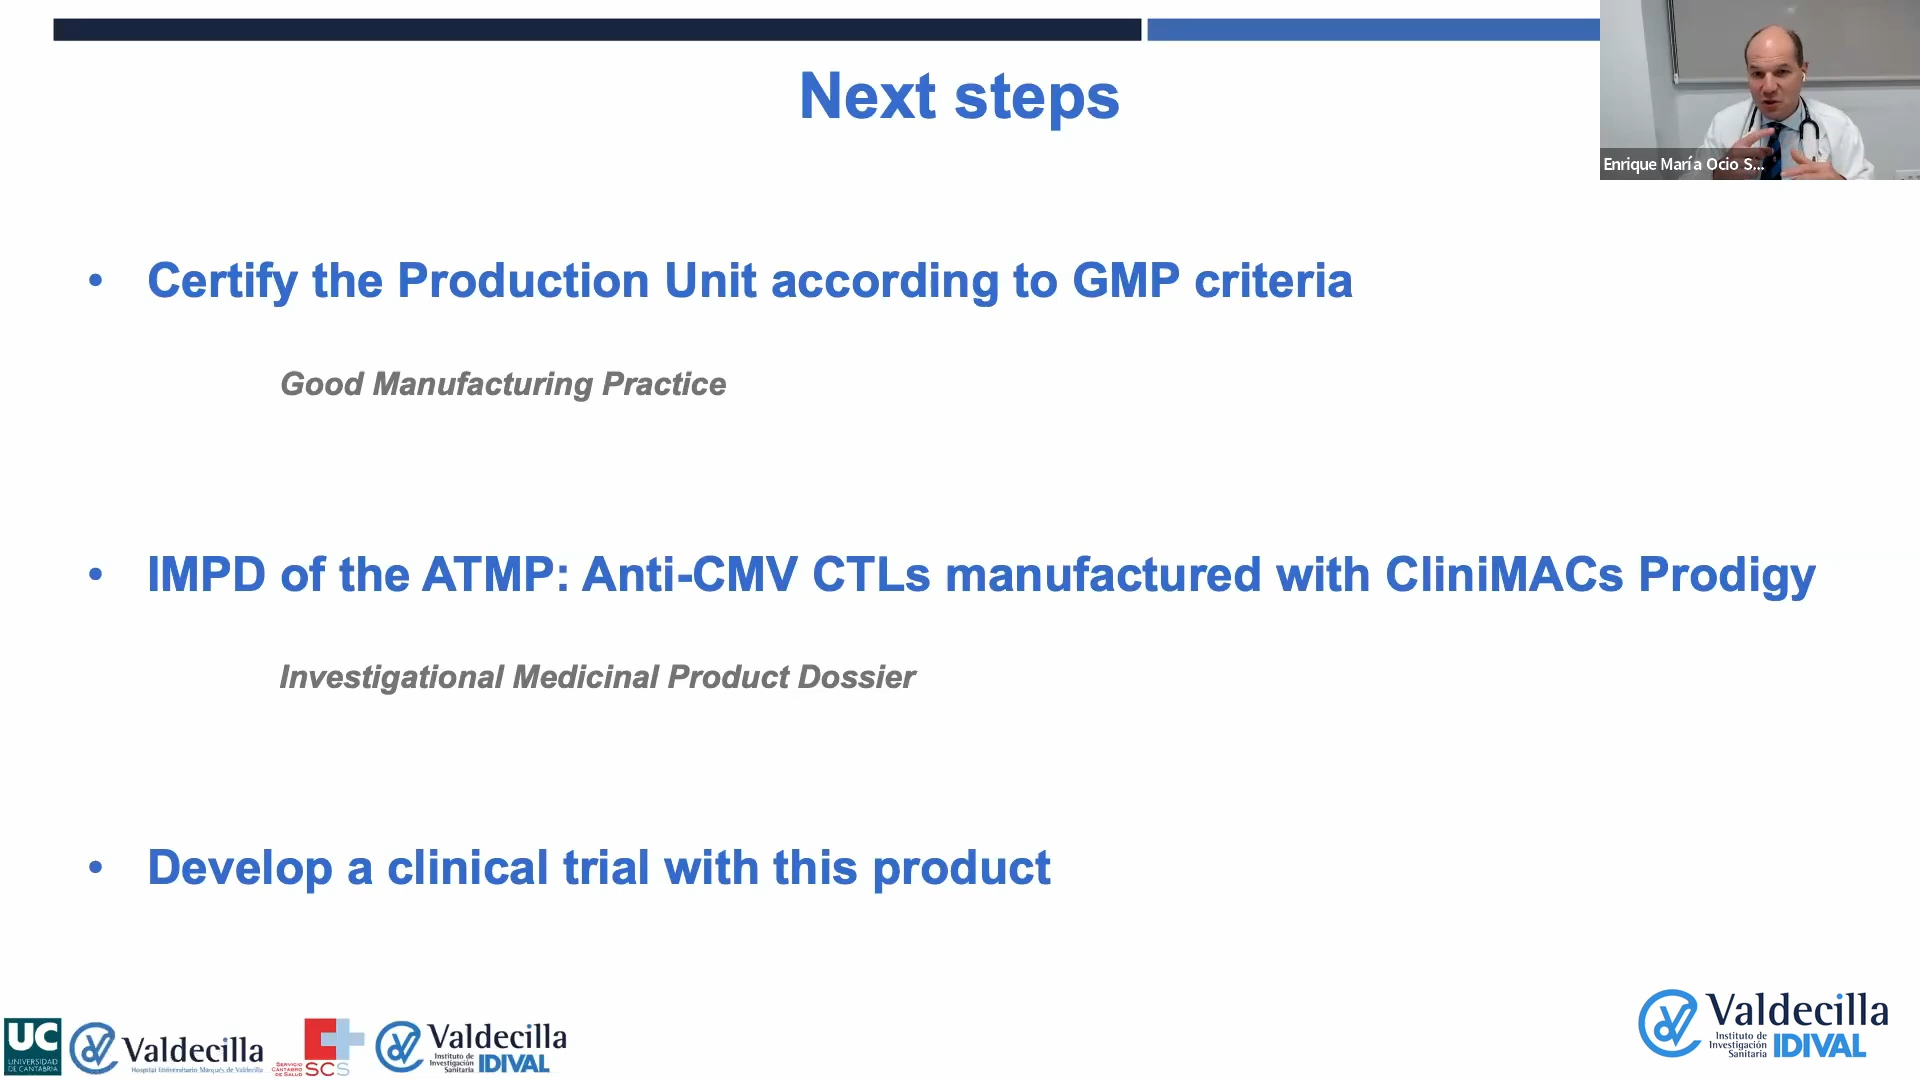 Next steps
Enrique María Ocio S...
• Certify the Production Unit according to GMP criteria
Good Manufacturing Practice
• IMPD of the ATMP: Anti-CMV CTLs manufactured with CliniMACs Prodigy
Investigational Medicinal Product Dossier
• Develop a clinical trial with this product
UC
UNIVERSIDAD
DE CANTABRIA
Valdecilla
Hospital Universitario Marqués de Valdecilla
SERVICIO
CÁNTABRO
DE SALUD
SCS
Valdecilla
Instituto de
Investigación
Sanitaria
IDIVAL
Valdecilla
Instituto de
Investigación
Sanitaria
IDIVAL